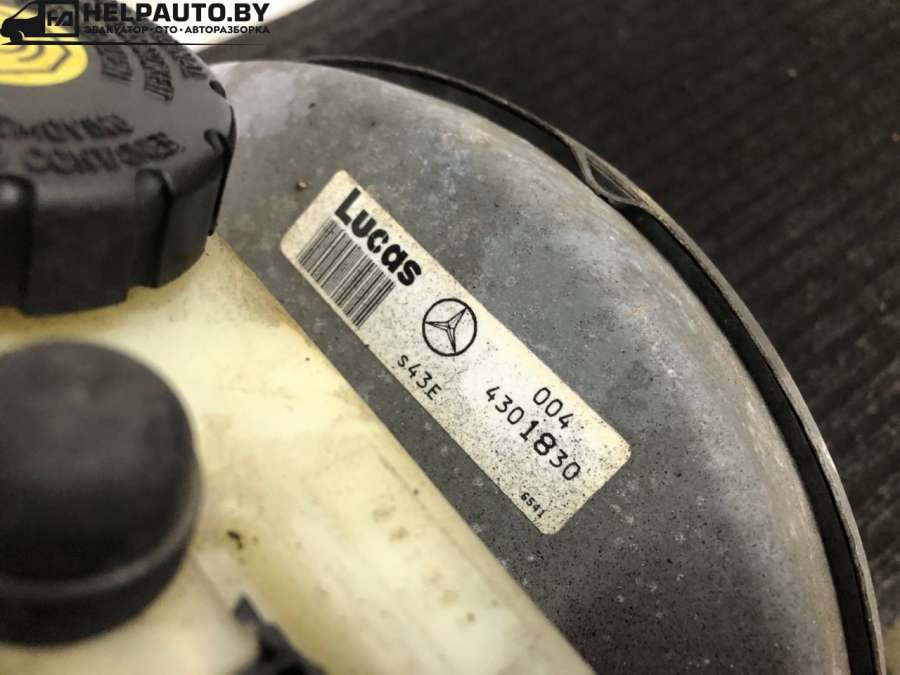 HELPAUTO.BY
ЭВАКУАТОР·СТО·АВТОРАЗБОРКА
Lucas
004
S43E 4301830
6541